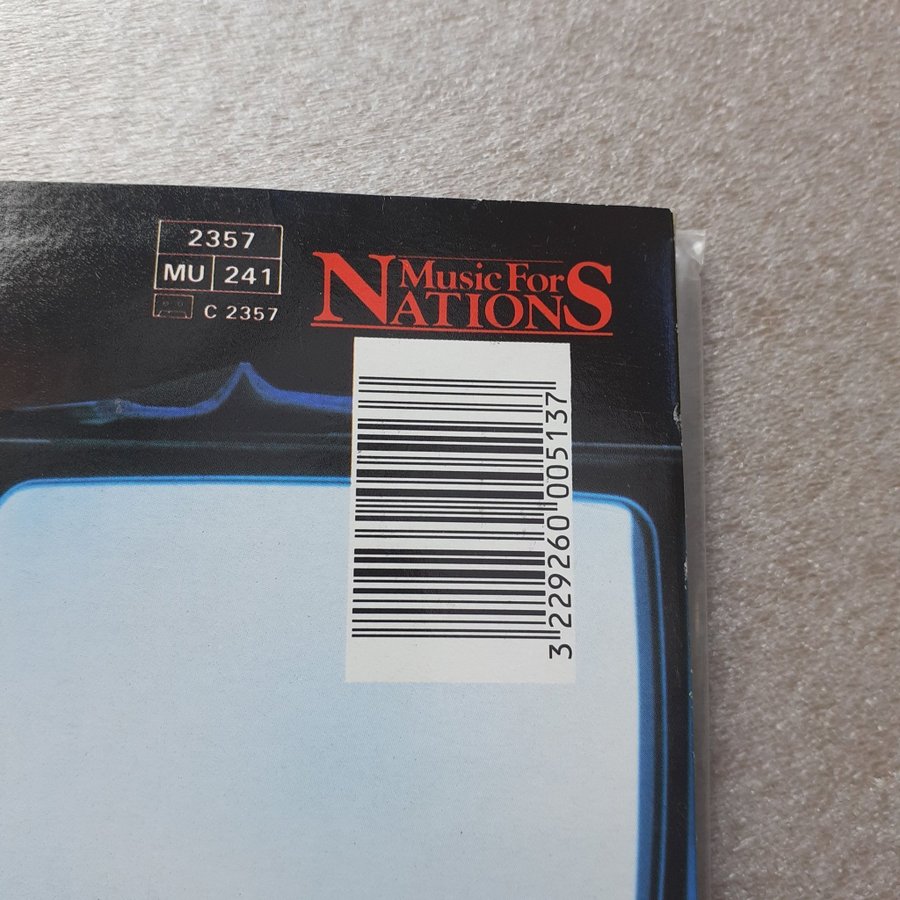 2357
MU 241
C 2357
Music For
NATIONS
3 229260 005137